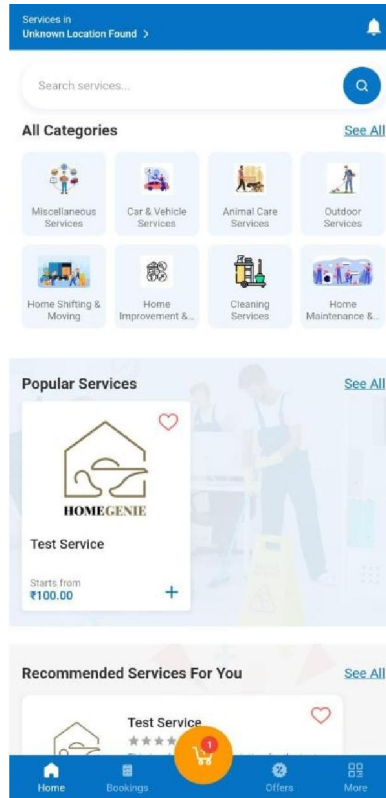 Services in
Unknown Location Found >
Search services...
All Categories
See All
Miscellaneous
Services
Car & Vehicle
Services
Animal Care
Services
Outdoor
Services
Home Shifting &
Moving
Home
Improvement &..
Cleaning
Services
Home
Maintenance &..
Popular Services
See All
HOMEGENIE
Test Service
Starts from
₹100.00
+
Recommended Services For You
See All
Test Service
1
Home
Bookings
Offers
More